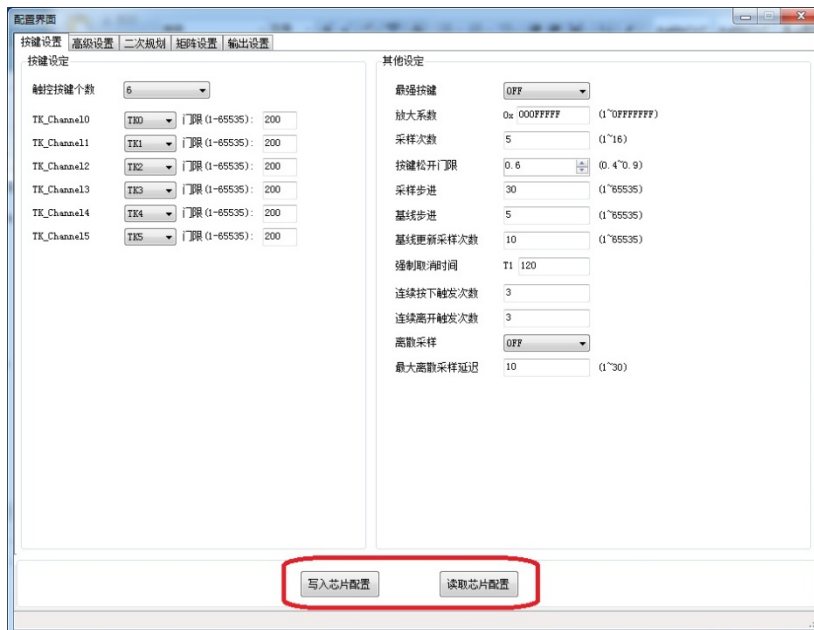 配置界面
按键设置 高级设置 二次规划 矩阵设置 输出设置
按键设定
触控按键个数 6
TK_Channel0 TK0 门限(1-65535): 200
TK_Channel1 TK1 门限(1-65535): 200
TK_Channel2 TK2 门限(1-65535): 200
TK_Channel3 TK3 门限(1-65535): 200
TK_Channel4 TK4 门限(1-65535): 200
TK_Channel5 TK5 门限(1-65535): 200
其他设定
最强按键 OFF
放大系数 0x 000FFFFF (1~0FFFFFFF)
采样次数 5 (1~16)
按键松开门限 0.6 (0.4~0.9)
采样步进 30 (1~65535)
基线步进 5 (1~65535)
基线更新采样次数 10 (1~65535)
强制取消时间 T1 120
连续按下触发次数 3
连续离开触发次数 3
离散采样 OFF
最大离散采样延迟 10 (1~30)
写入芯片配置 读取芯片配置